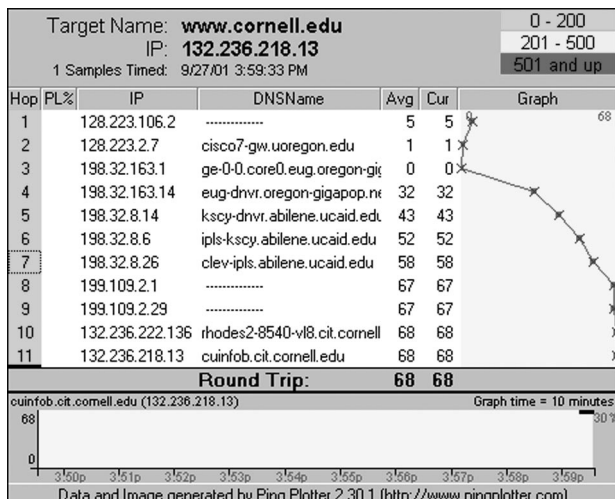 Target Name: www.cornell.edu
IP: 132.236.218.13
1 Samples Timed: 9/27/01 3:59:33 PM
0 - 200
201 - 500
501 and up
Hop PL% IP DNSName Avg Cur Graph
0 68
1 128.223.106.2 ------------- 5 5
2 128.223.2.7 cisco7-gw.uoregon.edu 1 1
3 198.32.163.1 ge-0-0.core0.eug.oregon-gig 0 0
4 198.32.163.14 eug-dnvr.oregon-gigapop.ne 32 32
5 198.32.8.14 kscy-dnvr.abilene.ucaid.edu 43 43
6 198.32.8.6 ipls-kscy.abilene.ucaid.edu 52 52
7 198.32.8.26 clev-ipls.abilene.ucaid.edu 58 58
8 199.109.2.1 ------------- 67 67
9 199.109.2.29 ------------- 67 67
10 132.236.222.136 rhodes2-8540-vl8.cit.cornell 68 68
11 132.236.218.13 cuinfob.cit.cornell.edu 68 68
Round Trip: 68 68
cuinfob.cit.cornell.edu (132.236.218.13) Graph time = 10 minutes
68 30%
0
3:50p 3:51p 3:52p 3:53p 3:54p 3:55p 3:56p 3:57p 3:58p 3:59p
Data and Image generated by Ping Plotter 2.30.1 (http://www.pingplotter.com)